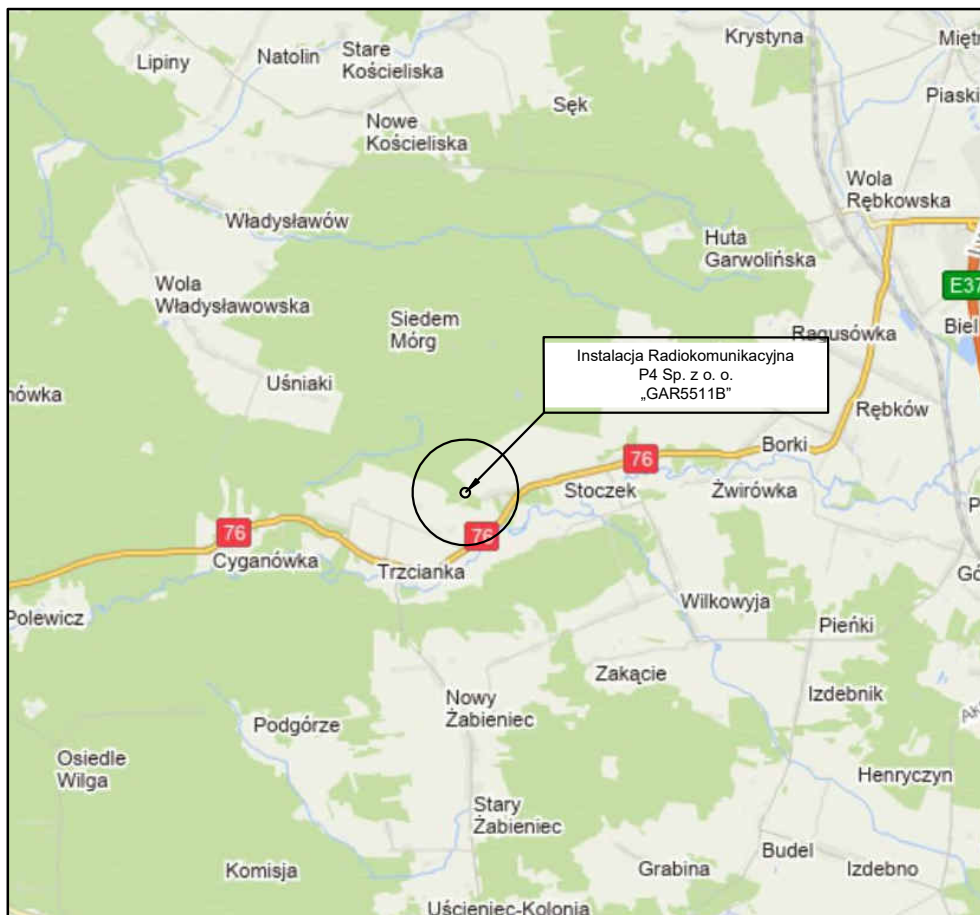 Krystyna
Miętn
Natolin
Stare
Kościeliska
Lipiny
Piaski
Sęk
Nowe
Kościeliska
Wola
Rębkowska
Władysławów
Huta
Garwolińska
Wola
Władysławowska
E37
Siedem
Mórg
Ragusówka
Biel
Instalacja Radiokomunikacyjna
P4 Sp. z o. o.
„GAR5511B”
Uśniaki
nówka
Rębków
Borki
76
Stoczek
Żwirówka
76
76
Cyganówka
Trzcianka
Gó
Wilkowyja
Polewicz
Pieńki
Zakącie
Izdebnik
Nowy
Żabieniec
Podgórze
Osiedle
Wilga
Henryczyn
Stary
Żabieniec
Budel
Komisja
Grabina
Izdebno
Uścieniec-Kolonia